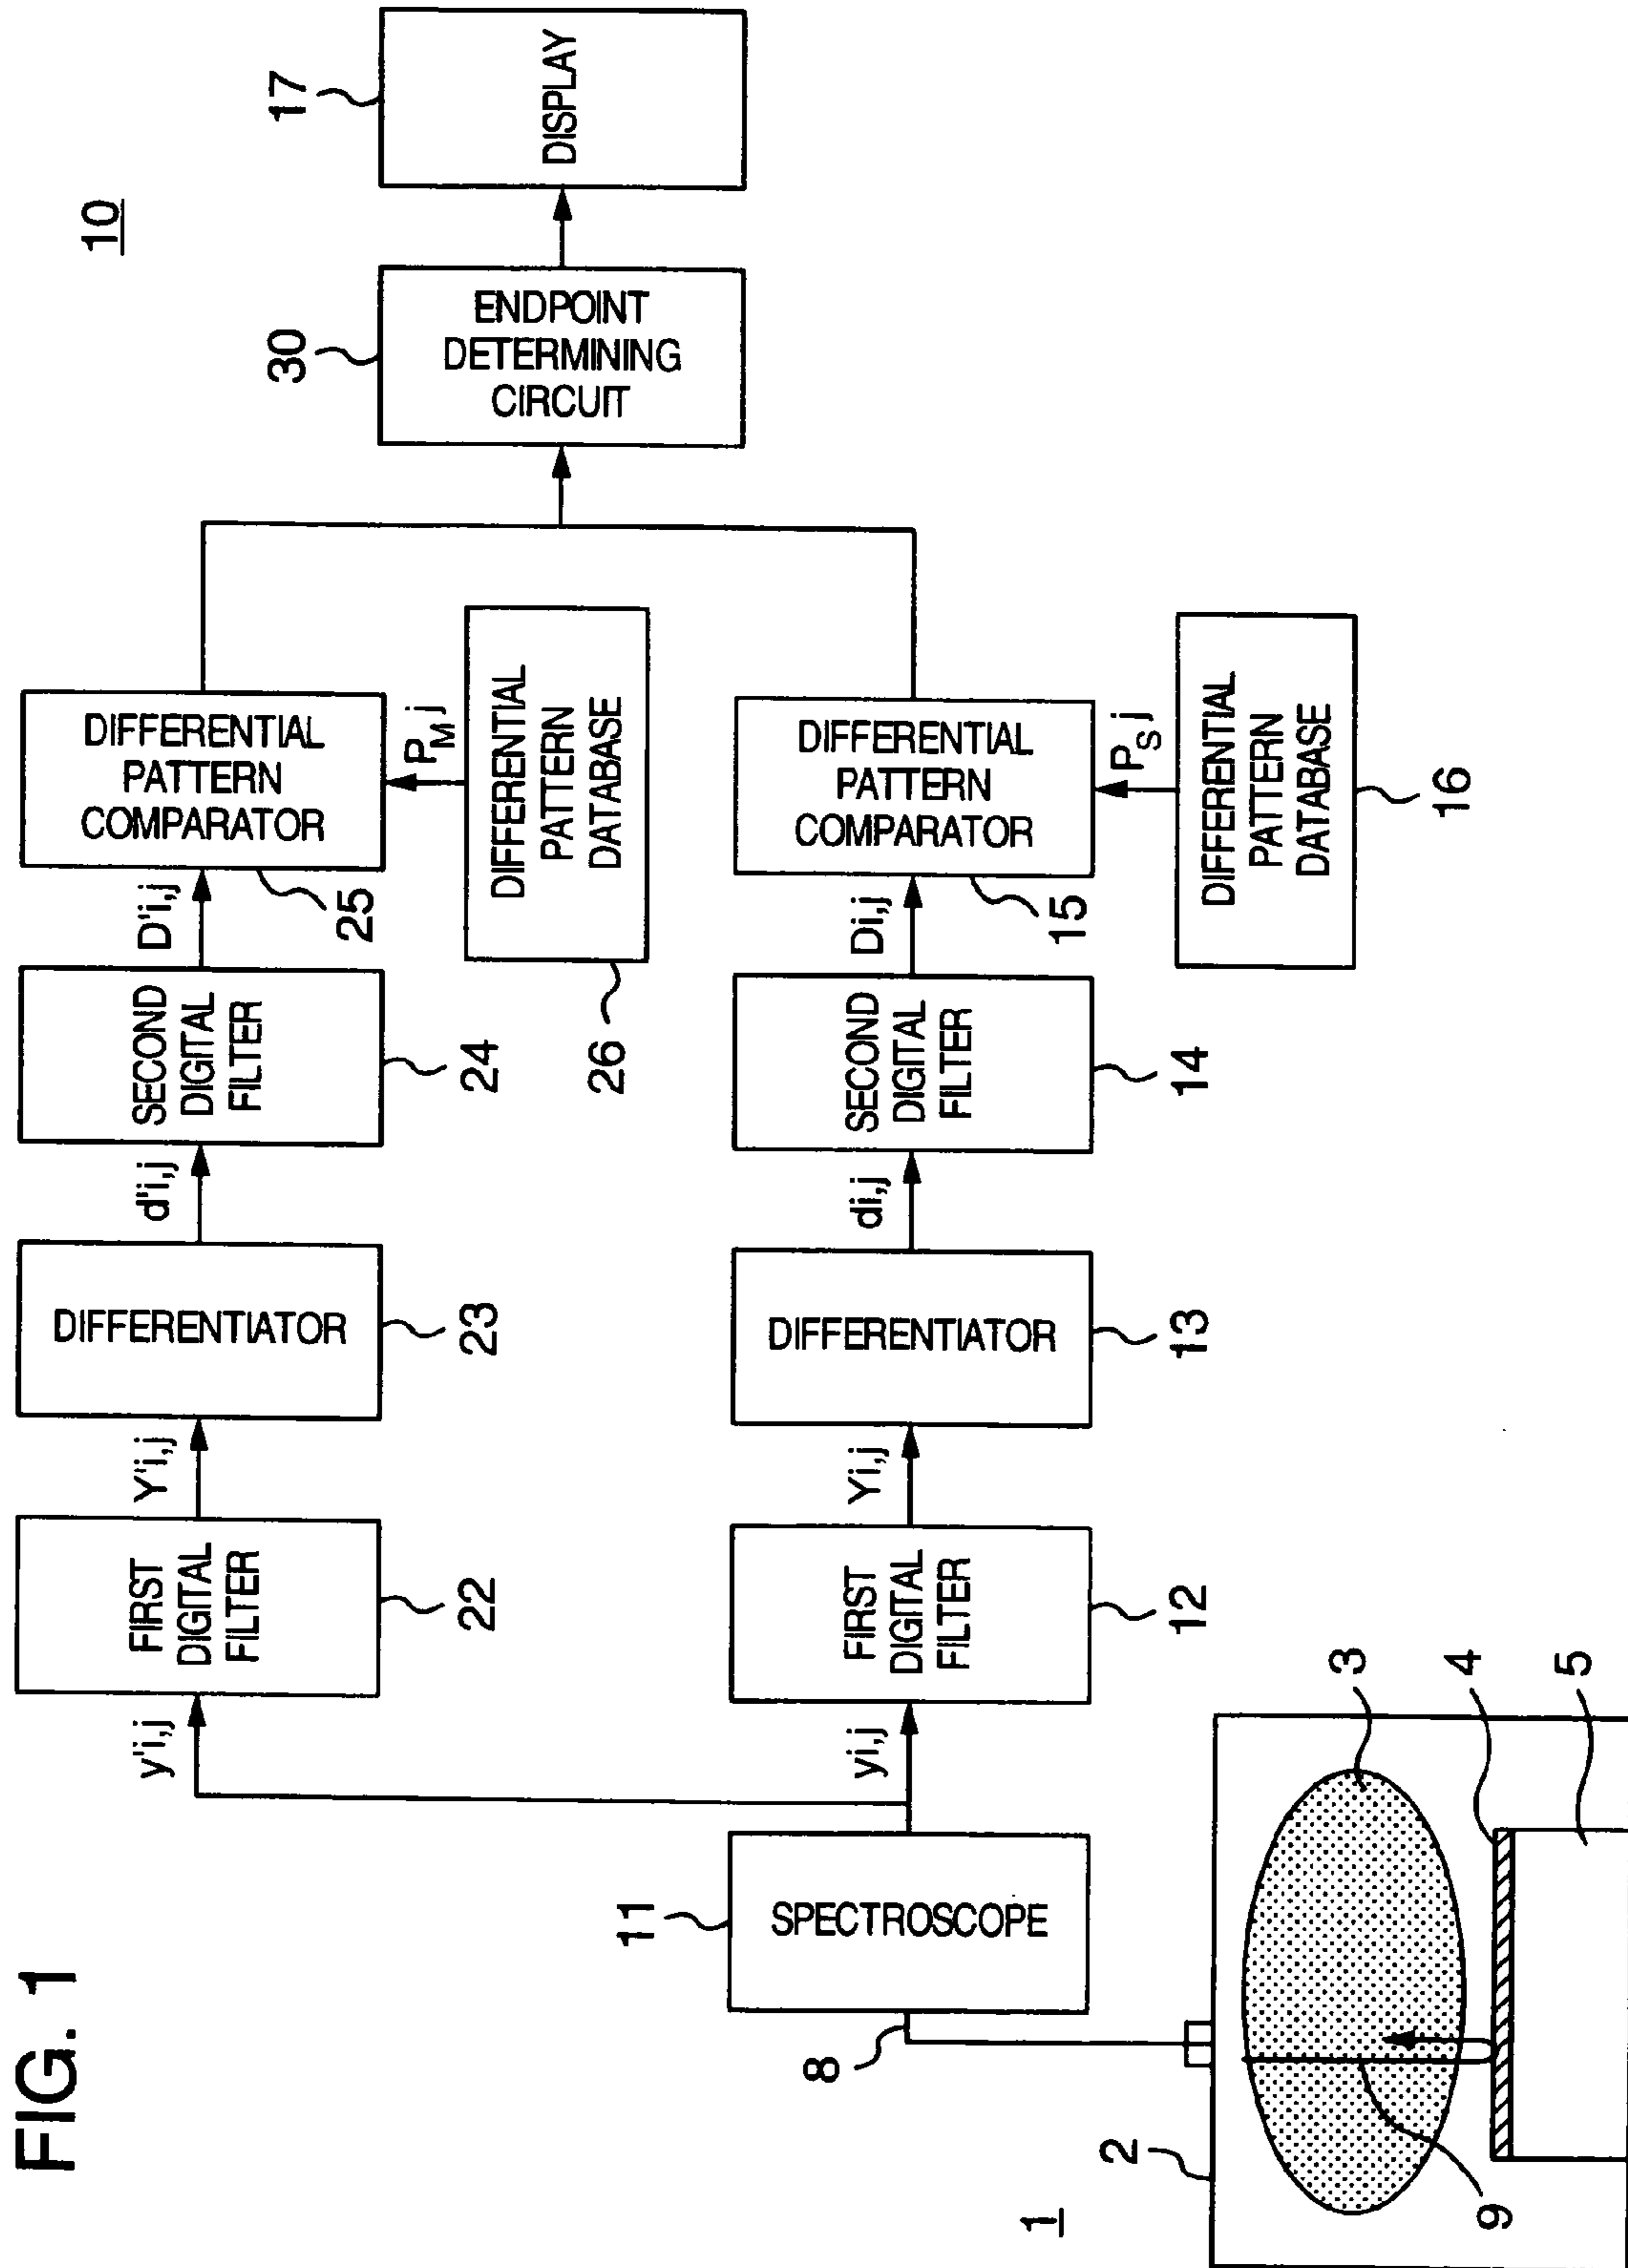 FIG. 1
10
y'i,j
FIRST
DIGITAL
FILTER
22
Y'i,j
DIFFERENTIATOR
23
d'i,j
SECOND
DIGITAL
FILTER
24
D'i,j
DIFFERENTIAL
PATTERN
COMPARATOR
25
PMj
DIFFERENTIAL
PATTERN
DATABASE
26
ENDPOINT
DETERMINING
CIRCUIT
30
DISPLAY
17
SPECTROSCOPE
11
8
yi,j
FIRST
DIGITAL
FILTER
12
Yi,j
DIFFERENTIATOR
13
di,j
SECOND
DIGITAL
FILTER
14
Di,j
DIFFERENTIAL
PATTERN
COMPARATOR
15
PSj
DIFFERENTIAL
PATTERN
DATABASE
16
1
2
3
4
5
9